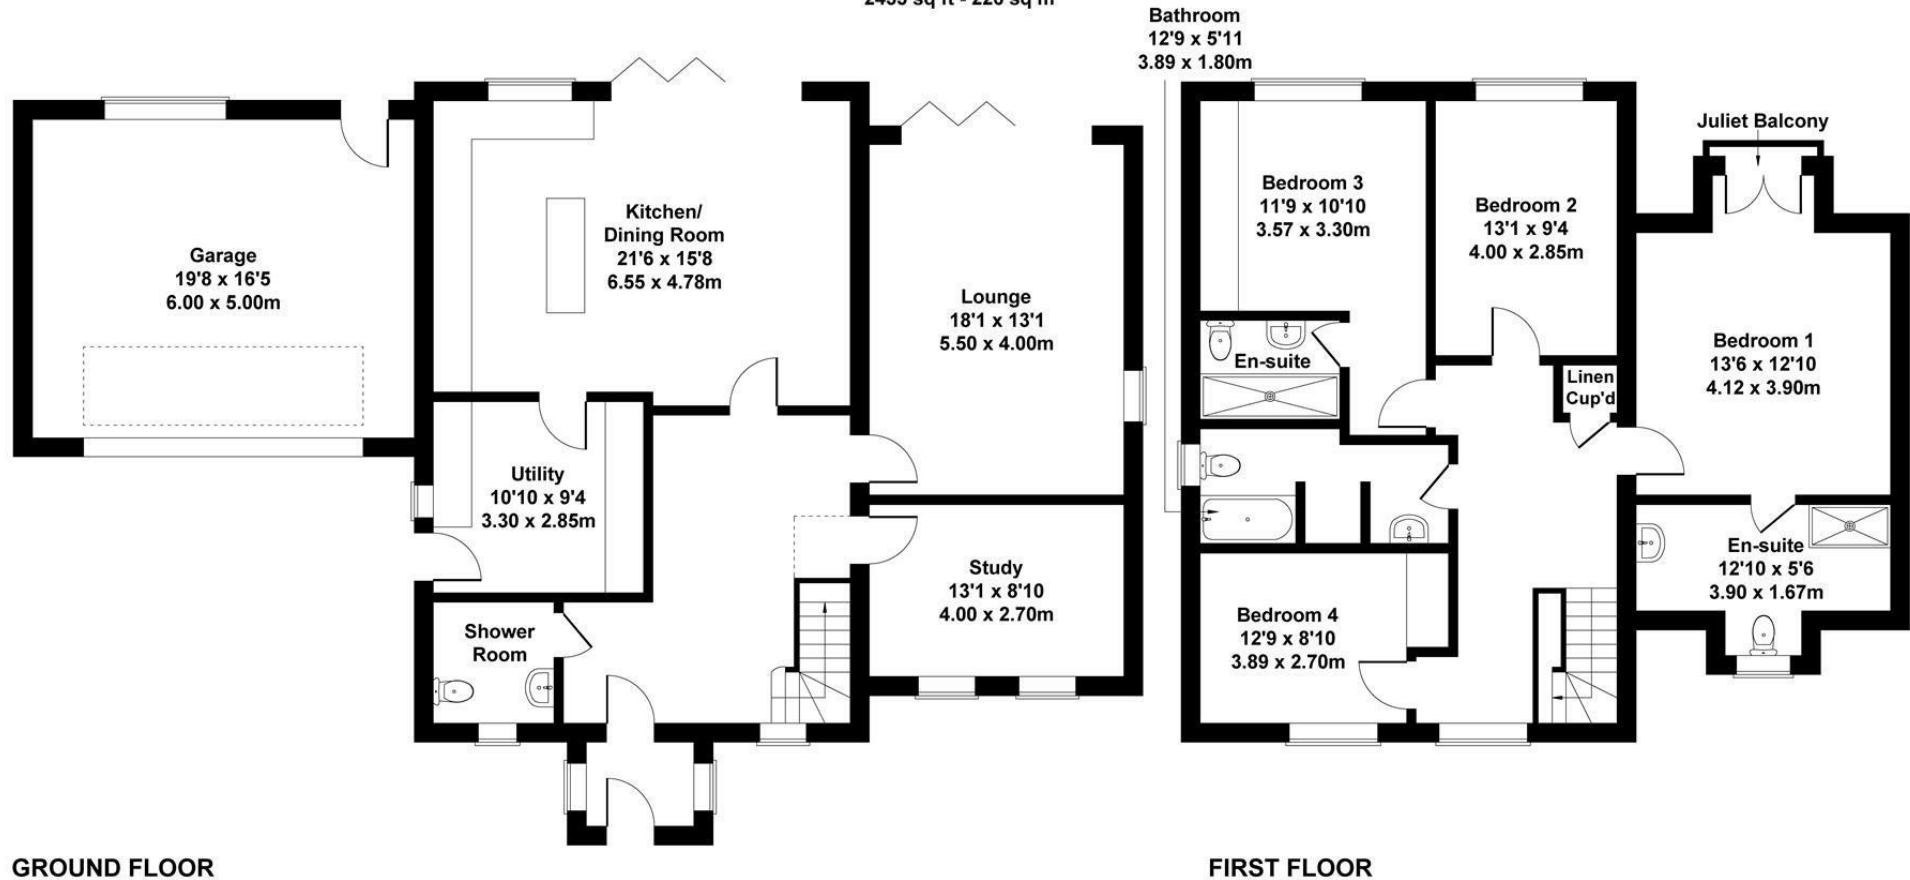 Bathroom
12'9 x 5'11
3.89 x 1.80m
Garage
19'8 x 16'5
6.00 x 5.00m
Kitchen/
Dining Room
21'6 x 15'8
6.55 x 4.78m
Lounge
18'1 x 13'1
5.50 x 4.00m
Utility
10'10 x 9'4
3.30 x 2.85m
Study
13'1 x 8'10
4.00 x 2.70m
Shower
Room
Bedroom 3
11'9 x 10'10
3.57 x 3.30m
Bedroom 2
13'1 x 9'4
4.00 x 2.85m
Juliet Balcony
Bedroom 1
13'6 x 12'10
4.12 x 3.90m
En-suite
Linen
Cup'd
En-suite
12'10 x 5'6
3.90 x 1.67m
Bedroom 4
12'9 x 8'10
3.89 x 2.70m
GROUND FLOOR
FIRST FLOOR